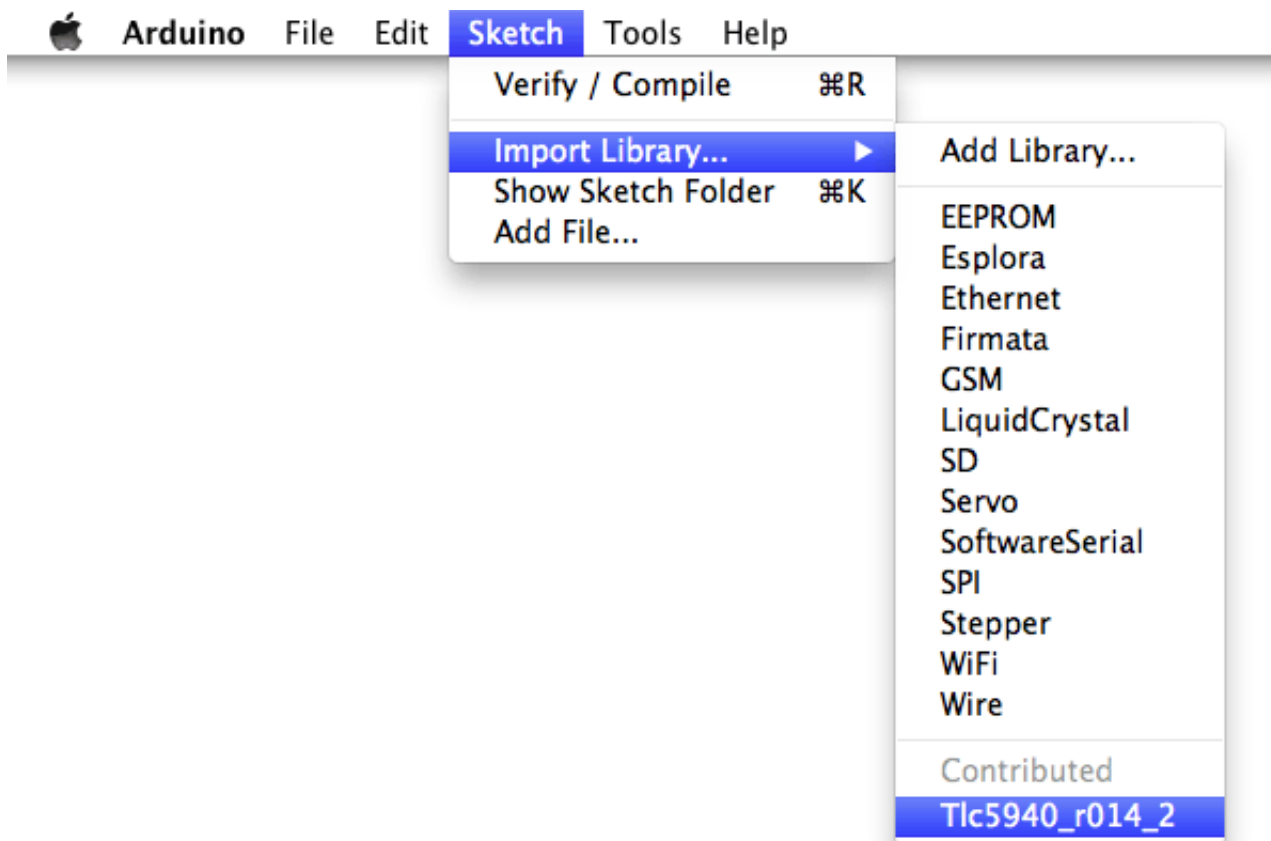 Arduino File Edit Sketch Tools Help
Verify / Compile ⌘R
Import Library... ▶
Show Sketch Folder ⌘K
Add File...
Add Library...
EEPROM
Esplora
Ethernet
Firmata
GSM
LiquidCrystal
SD
Servo
SoftwareSerial
SPI
Stepper
WiFi
Wire
Contributed
Tlc5940_r014_2